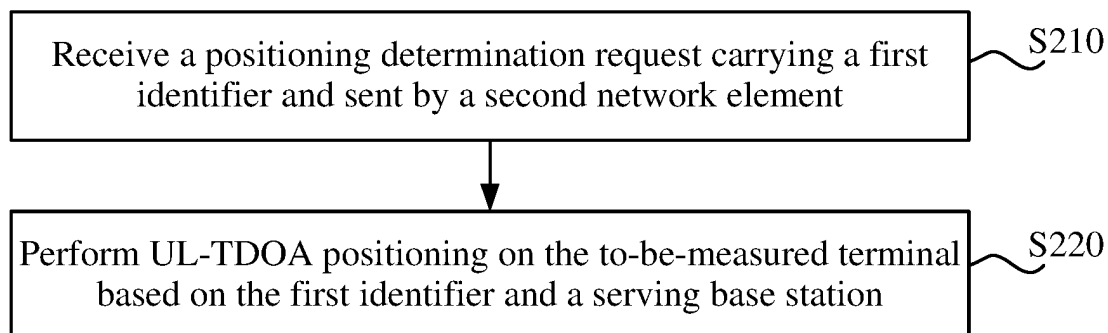 Receive a positioning determination request carrying a first
identifier and sent by a second network element
S210
Perform UL-TDOA positioning on the to-be-measured terminal
based on the first identifier and a serving base station
S220